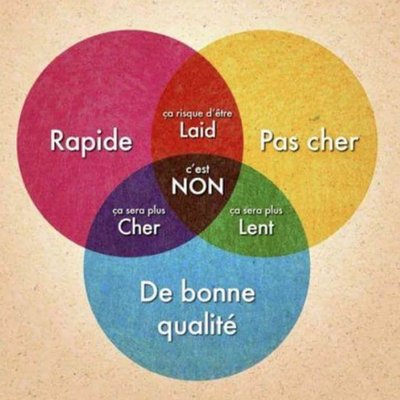 ça risque d'être
Laid
Rapide
Pas cher
c'est
NON
ça sera plus
Cher
ça sera plus
Lent
De bonne
qualité